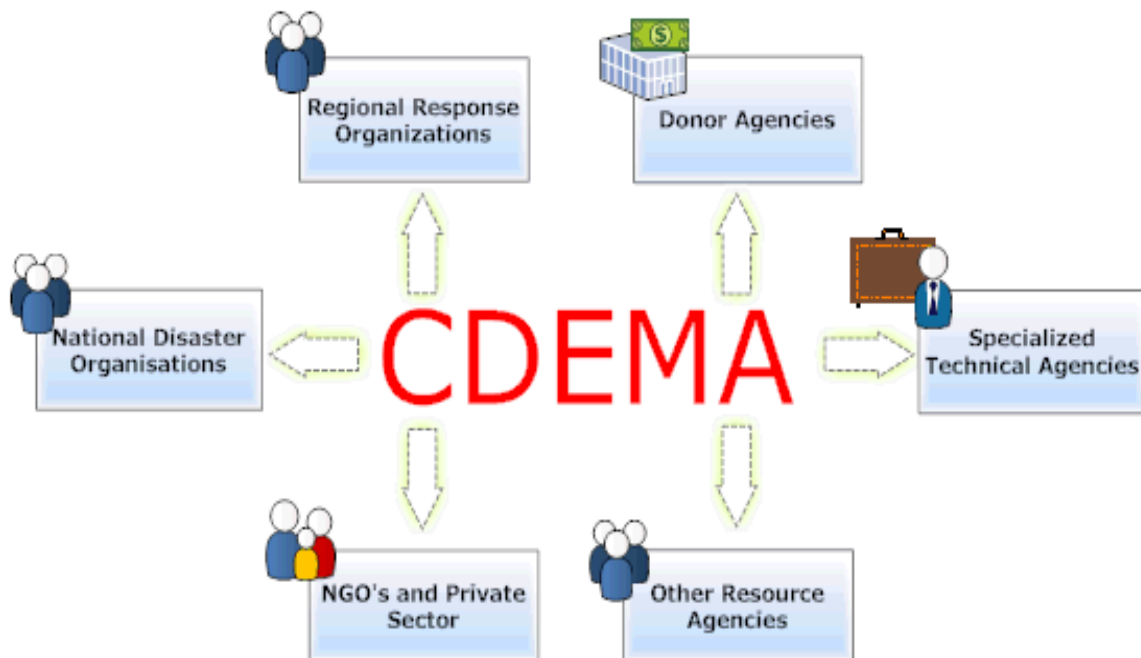 Regional Response
Organizations
$
Donor Agencies
National Disaster
Organisations
CDEMA
Specialized
Technical Agencies
NGO's and Private
Sector
Other Resource
Agencies